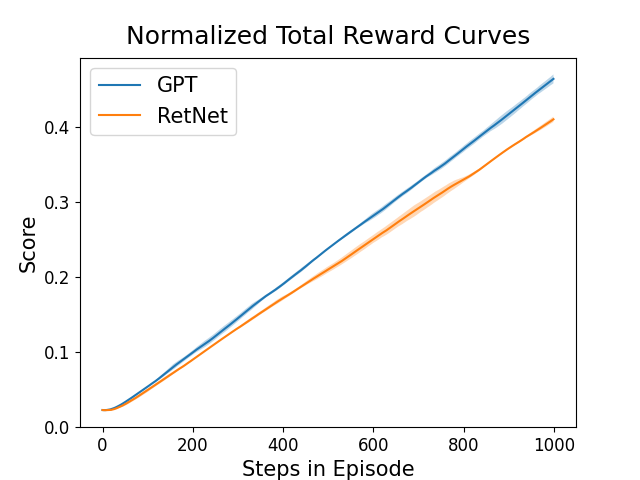 Normalized Total Reward Curves
GPT
RetNet
Score
0.4
0.3
0.2
0.1
0.0
0 200 400 600 800 1000
Steps in Episode